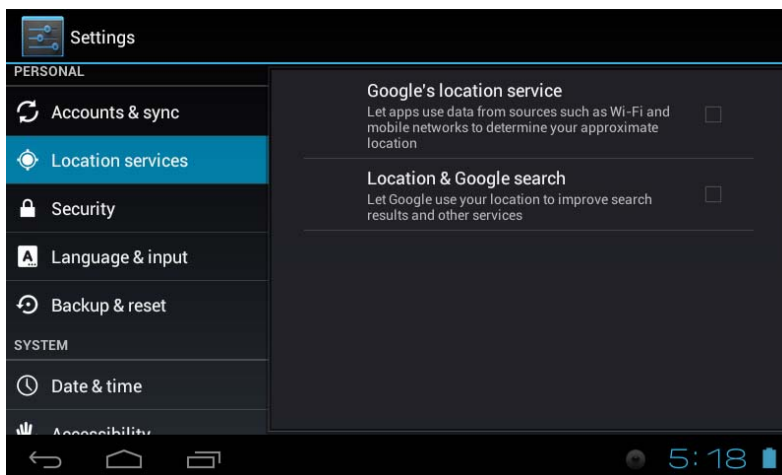 Settings
PERSONAL
Accounts & sync
Location services
Security
Language & input
Backup & reset
SYSTEM
Date & time
Accessibility
Google's location service
Let apps use data from sources such as Wi-Fi and
mobile networks to determine your approximate
location
Location & Google search
Let Google use your location to improve search
results and other services
5:18